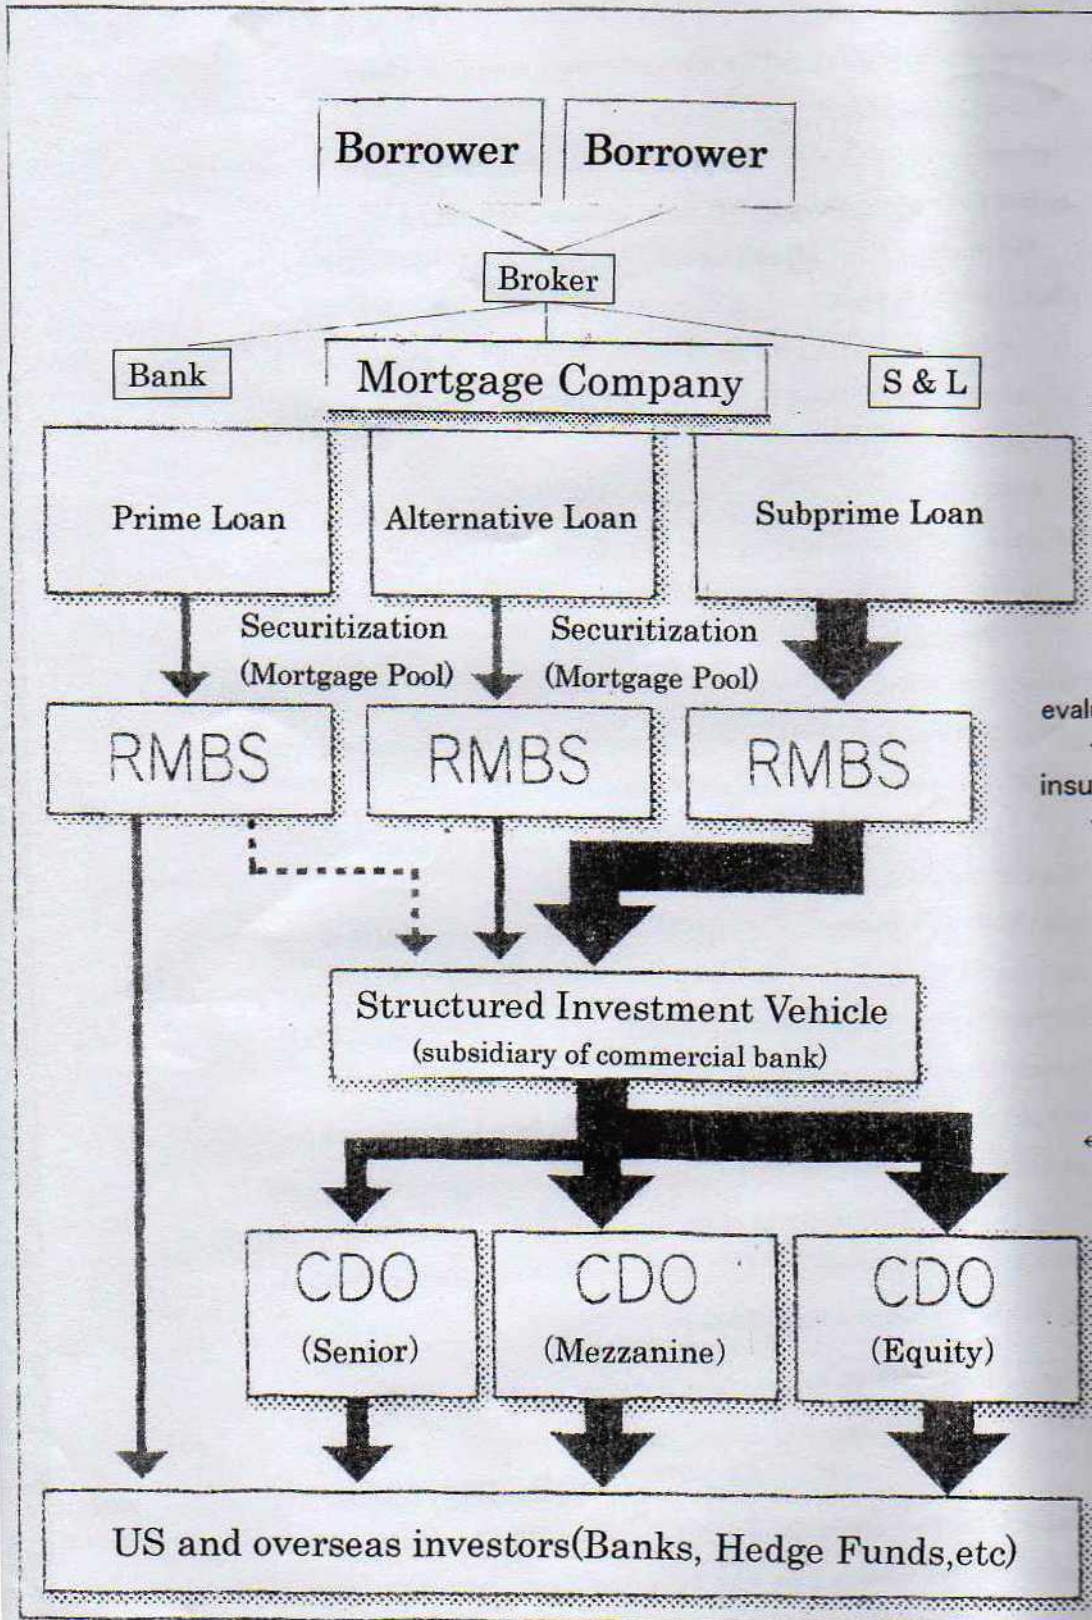 Borrower
Borrower
Broker
Bank
Mortgage Company
S & L
Prime Loan
Alternative Loan
Subprime Loan
Securitization
(Mortgage Pool)
Securitization
(Mortgage Pool)
RMBS
RMBS
RMBS
Structured Investment Vehicle
(subsidiary of commercial bank)
CDO
(Senior)
CDO
(Mezzanine)
CDO
(Equity)
US and overseas investors(Banks, Hedge Funds,etc)